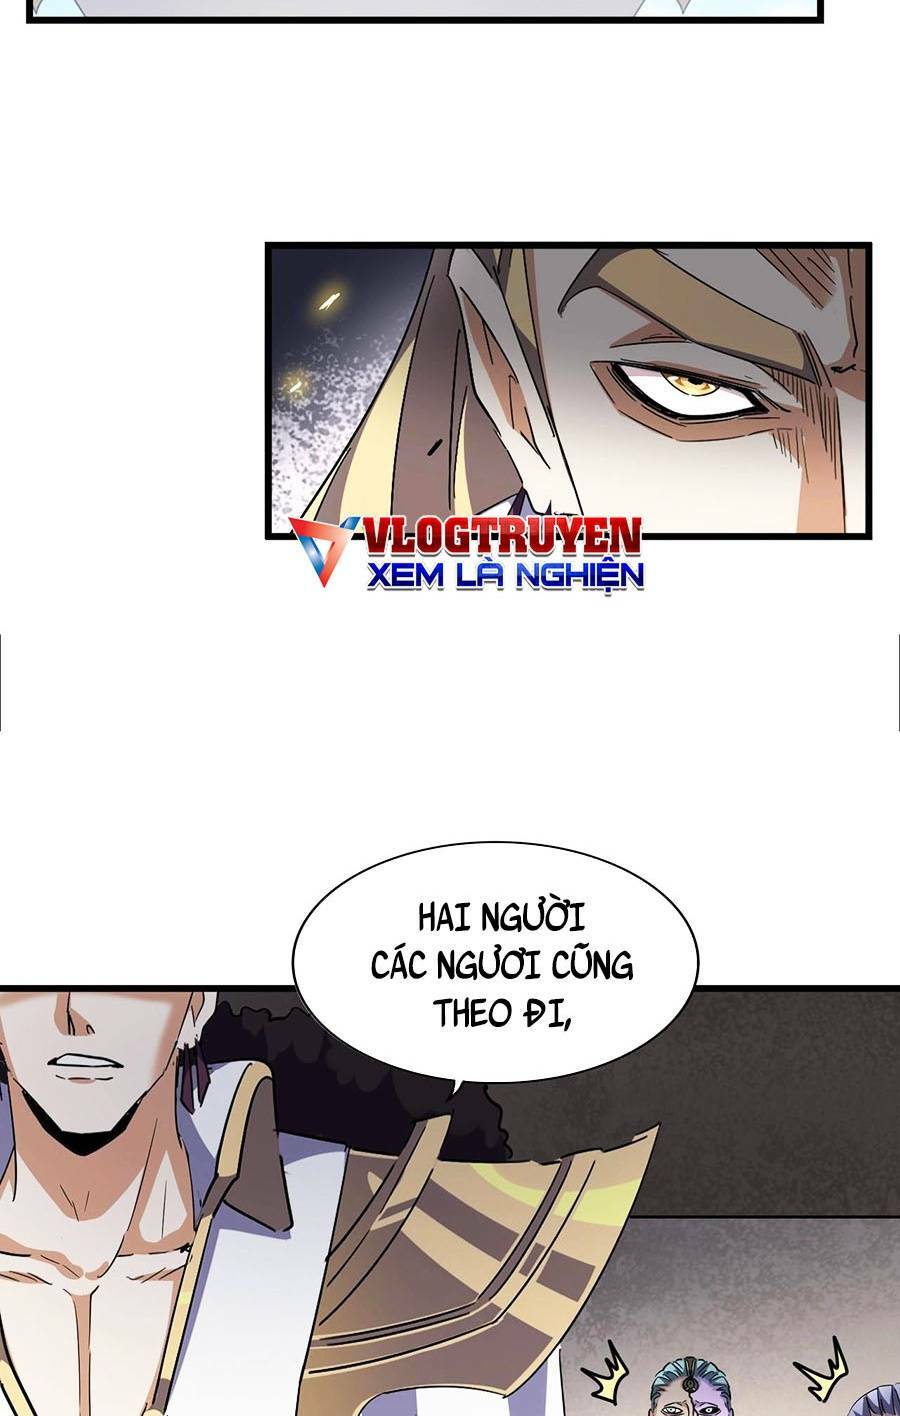 VLOGTRUYEN
XEM LÀ NGHIỆN
HAI NGƯỜI
CÁC NGƯƠI CŨNG
THEO ĐI,